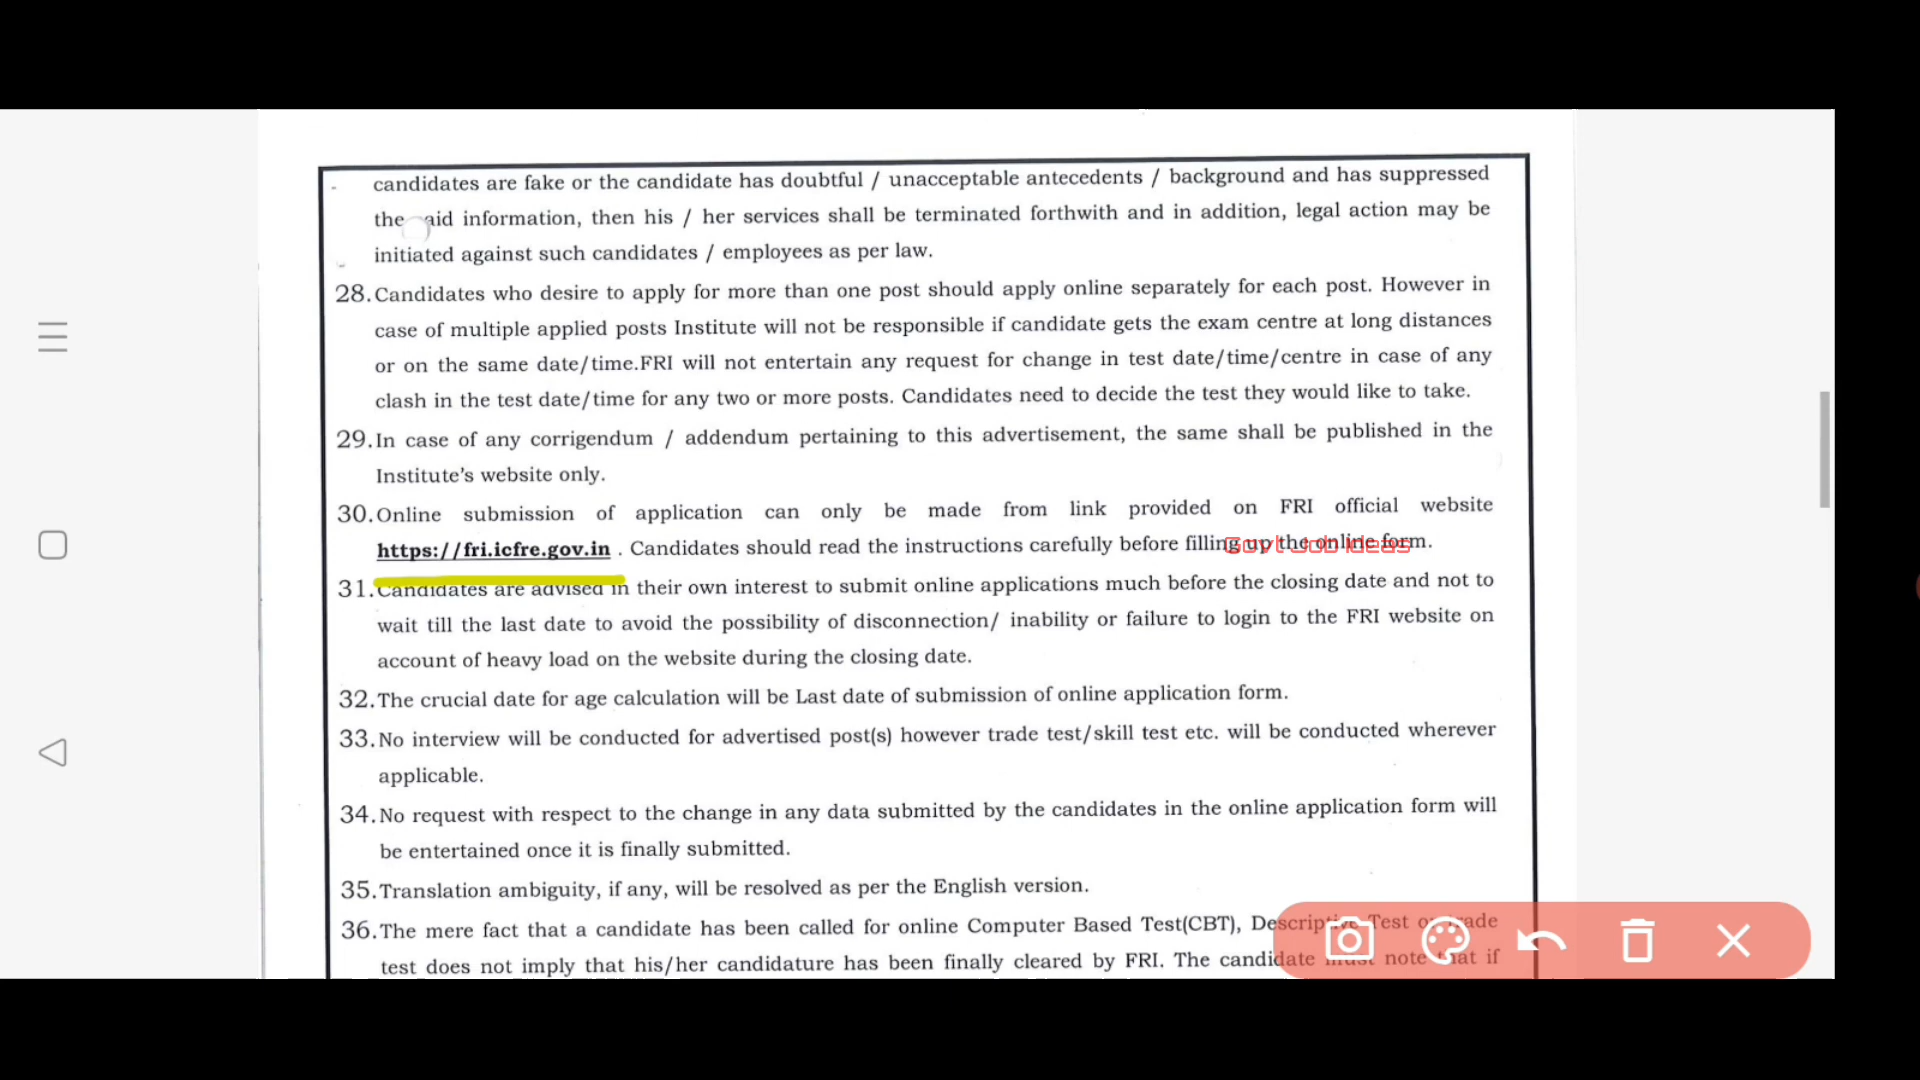 candidates are fake or the candidate has doubtful / unacceptable antecedents / background and has suppressed
the aid information, then his / her services shall be terminated forthwith and in addition, legal action may be
initiated against such candidates / employees as per law.
28. Candidates who desire to apply for more than one post should apply online separately for each post. However in
case of multiple applied posts Institute will not be responsible if candidate gets the exam centre at long distances
or on the same date/time.FRI will not entertain any request for change in test date/time/centre in case of any
clash in the test date/time for any two or more posts. Candidates need to decide the test they would like to take.
29. In case of any corrigendum / addendum pertaining to this advertisement, the same shall be published in the
Institute's website only.
30. Online submission of application can only be made from link provided on FRI official website
https://fri.icfre.gov.in . Candidates should read the instructions carefully before filling up the online form.
Govt Job Ideas
31. Candidates are advised in their own interest to submit online applications much before the closing date and not to
wait till the last date to avoid the possibility of disconnection/ inability or failure to login to the FRI website on
account of heavy load on the website during the closing date.
32. The crucial date for age calculation will be Last date of submission of online application form.
33. No interview will be conducted for advertised post(s) however trade test/skill test etc. will be conducted wherever
applicable.
34. No request with respect to the change in any data submitted by the candidates in the online application form will
be entertained once it is finally submitted.
35. Translation ambiguity, if any, will be resolved as per the English version.
36. The mere fact that a candidate has been called for online Computer Based Test(CBT), Descriptive Test or trade
test does not imply that his/her candidature has been finally cleared by FRI. The candidate must note that if